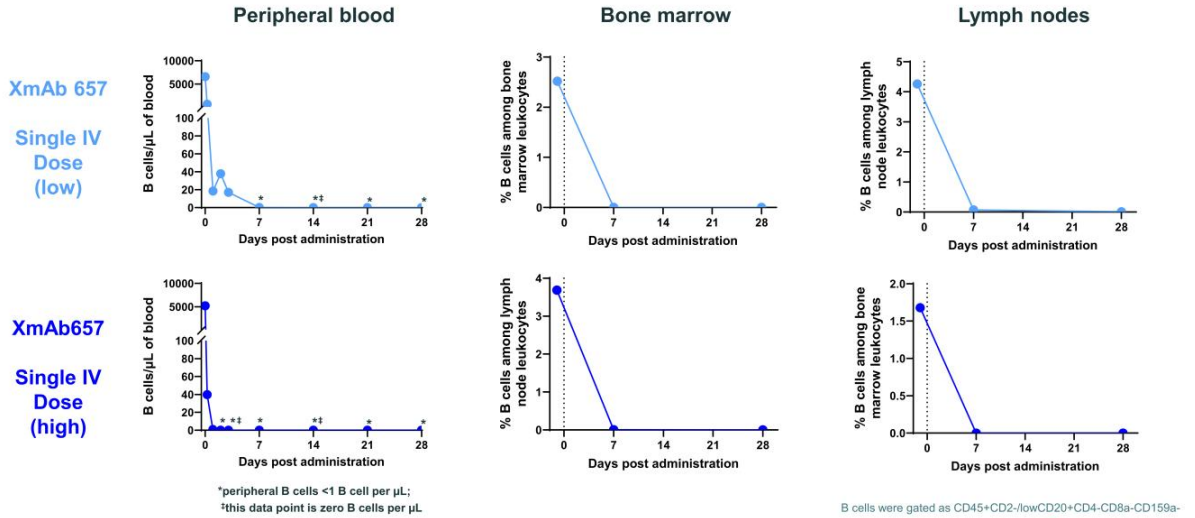 Peripheral blood
Bone marrow
Lymph nodes
XmAb 657
Single IV
Dose
(low)
B cells/µL of blood
10000
5000
100
80
60
40
20
0
*
*‡
*
*
0
7
14
21
28
Days post administration
% B cells among bone
marrow leukocytes
3
2
1
0
0
7
14
21
28
Days post administration
% B cells among lymph
node leukocytes
5
4
3
2
1
0
0
7
14
21
28
Days post administration
XmAb657
Single IV
Dose
(high)
B cells/µL of blood
10000
5000
100
80
60
40
20
0
*
*‡
*
*‡
*
*
0
7
14
21
28
Days post administration
% B cells among lymph
node leukocytes
4
3
2
1
0
0
7
14
21
28
Days post administration
% B cells among bone
marrow leukocytes
2.0
1.5
1.0
0.5
0.0
0
7
14
21
28
Days post administration
*peripheral B cells <1 B cell per µL;
‡this data point is zero B cells per µL
B cells were gated as CD45+CD2-/lowCD20+CD4-CD8a-CD159a-